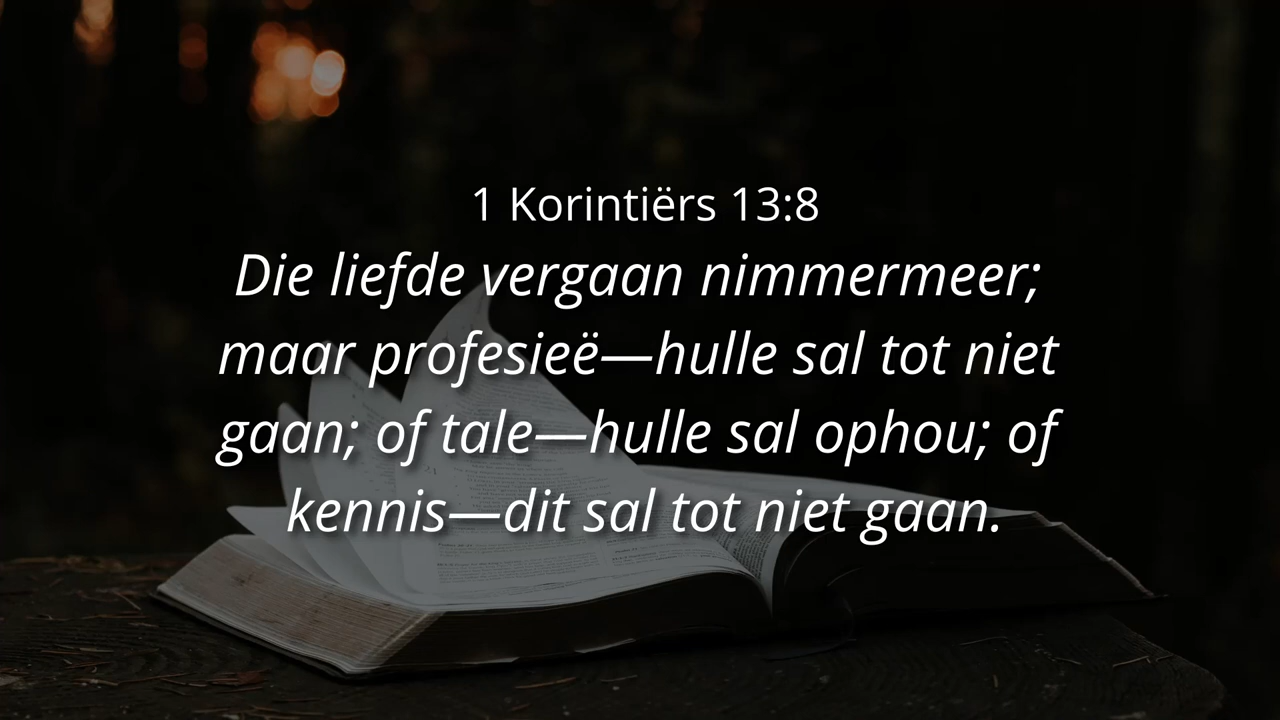 1 Korintiërs 13:8
Die liefde vergaan nimmermeer;
maar profesieë—hulle sal tot niet
gaan; of tale—hulle sal ophou; of
kennis—dit sal tot niet gaan.